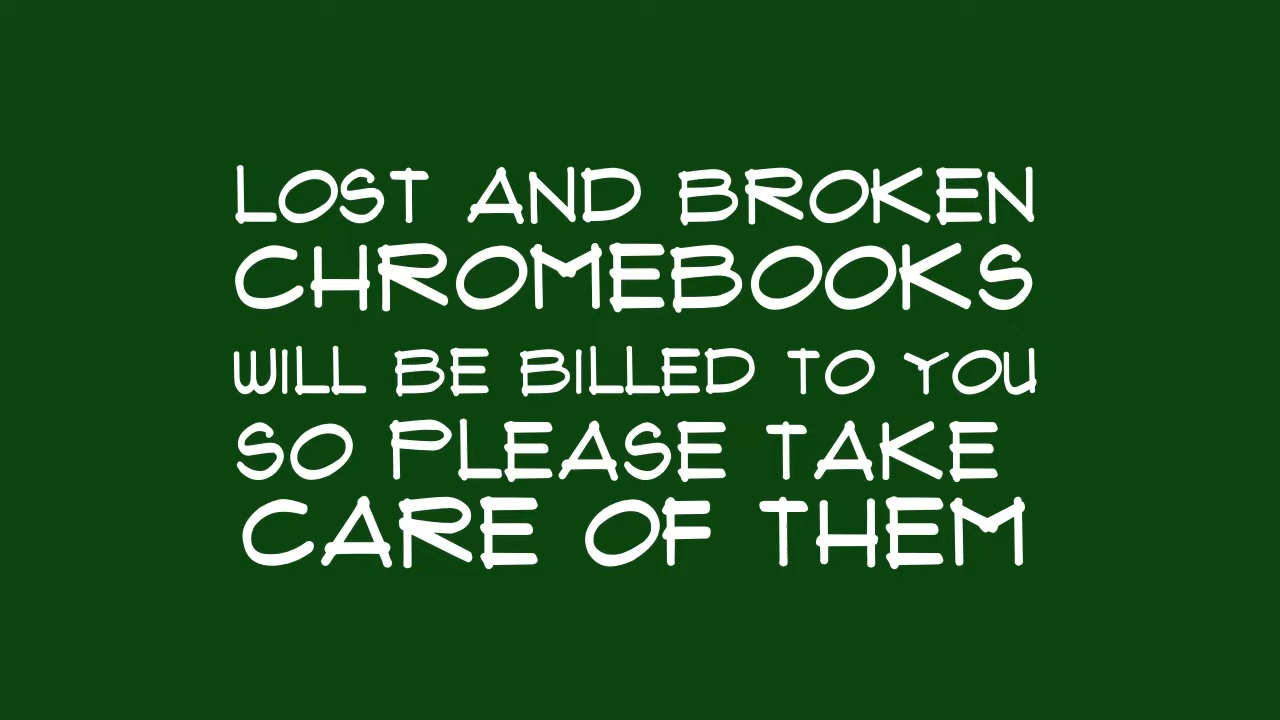 LOST AND BROKEN
CHROMEBOOKS
WILL BE BILLED TO YOU
SO PLEASE TAKE
CARE OF THEM